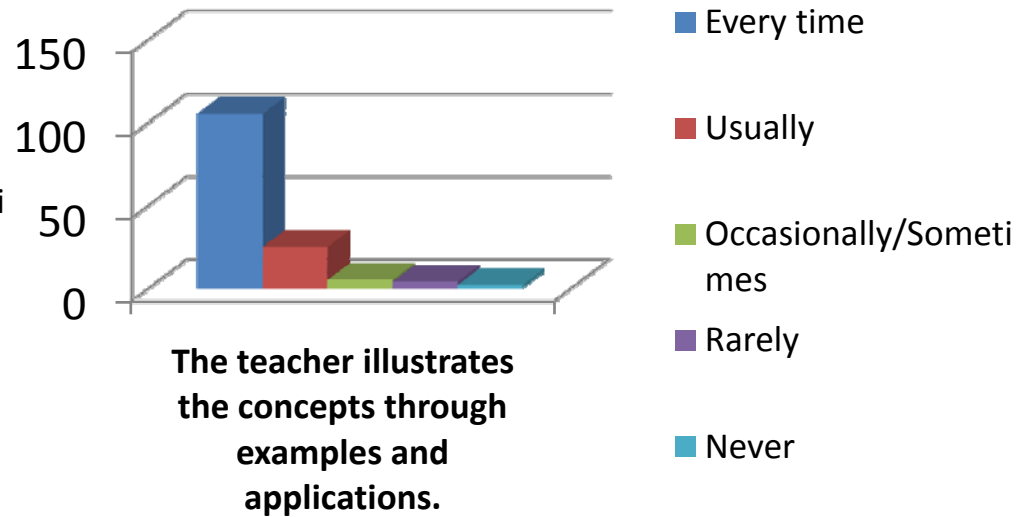 150
100
50
0
i
The teacher illustrates
the concepts through
examples and
applications.
Every time
Usually
Occasionally/Someti
mes
Rarely
Never